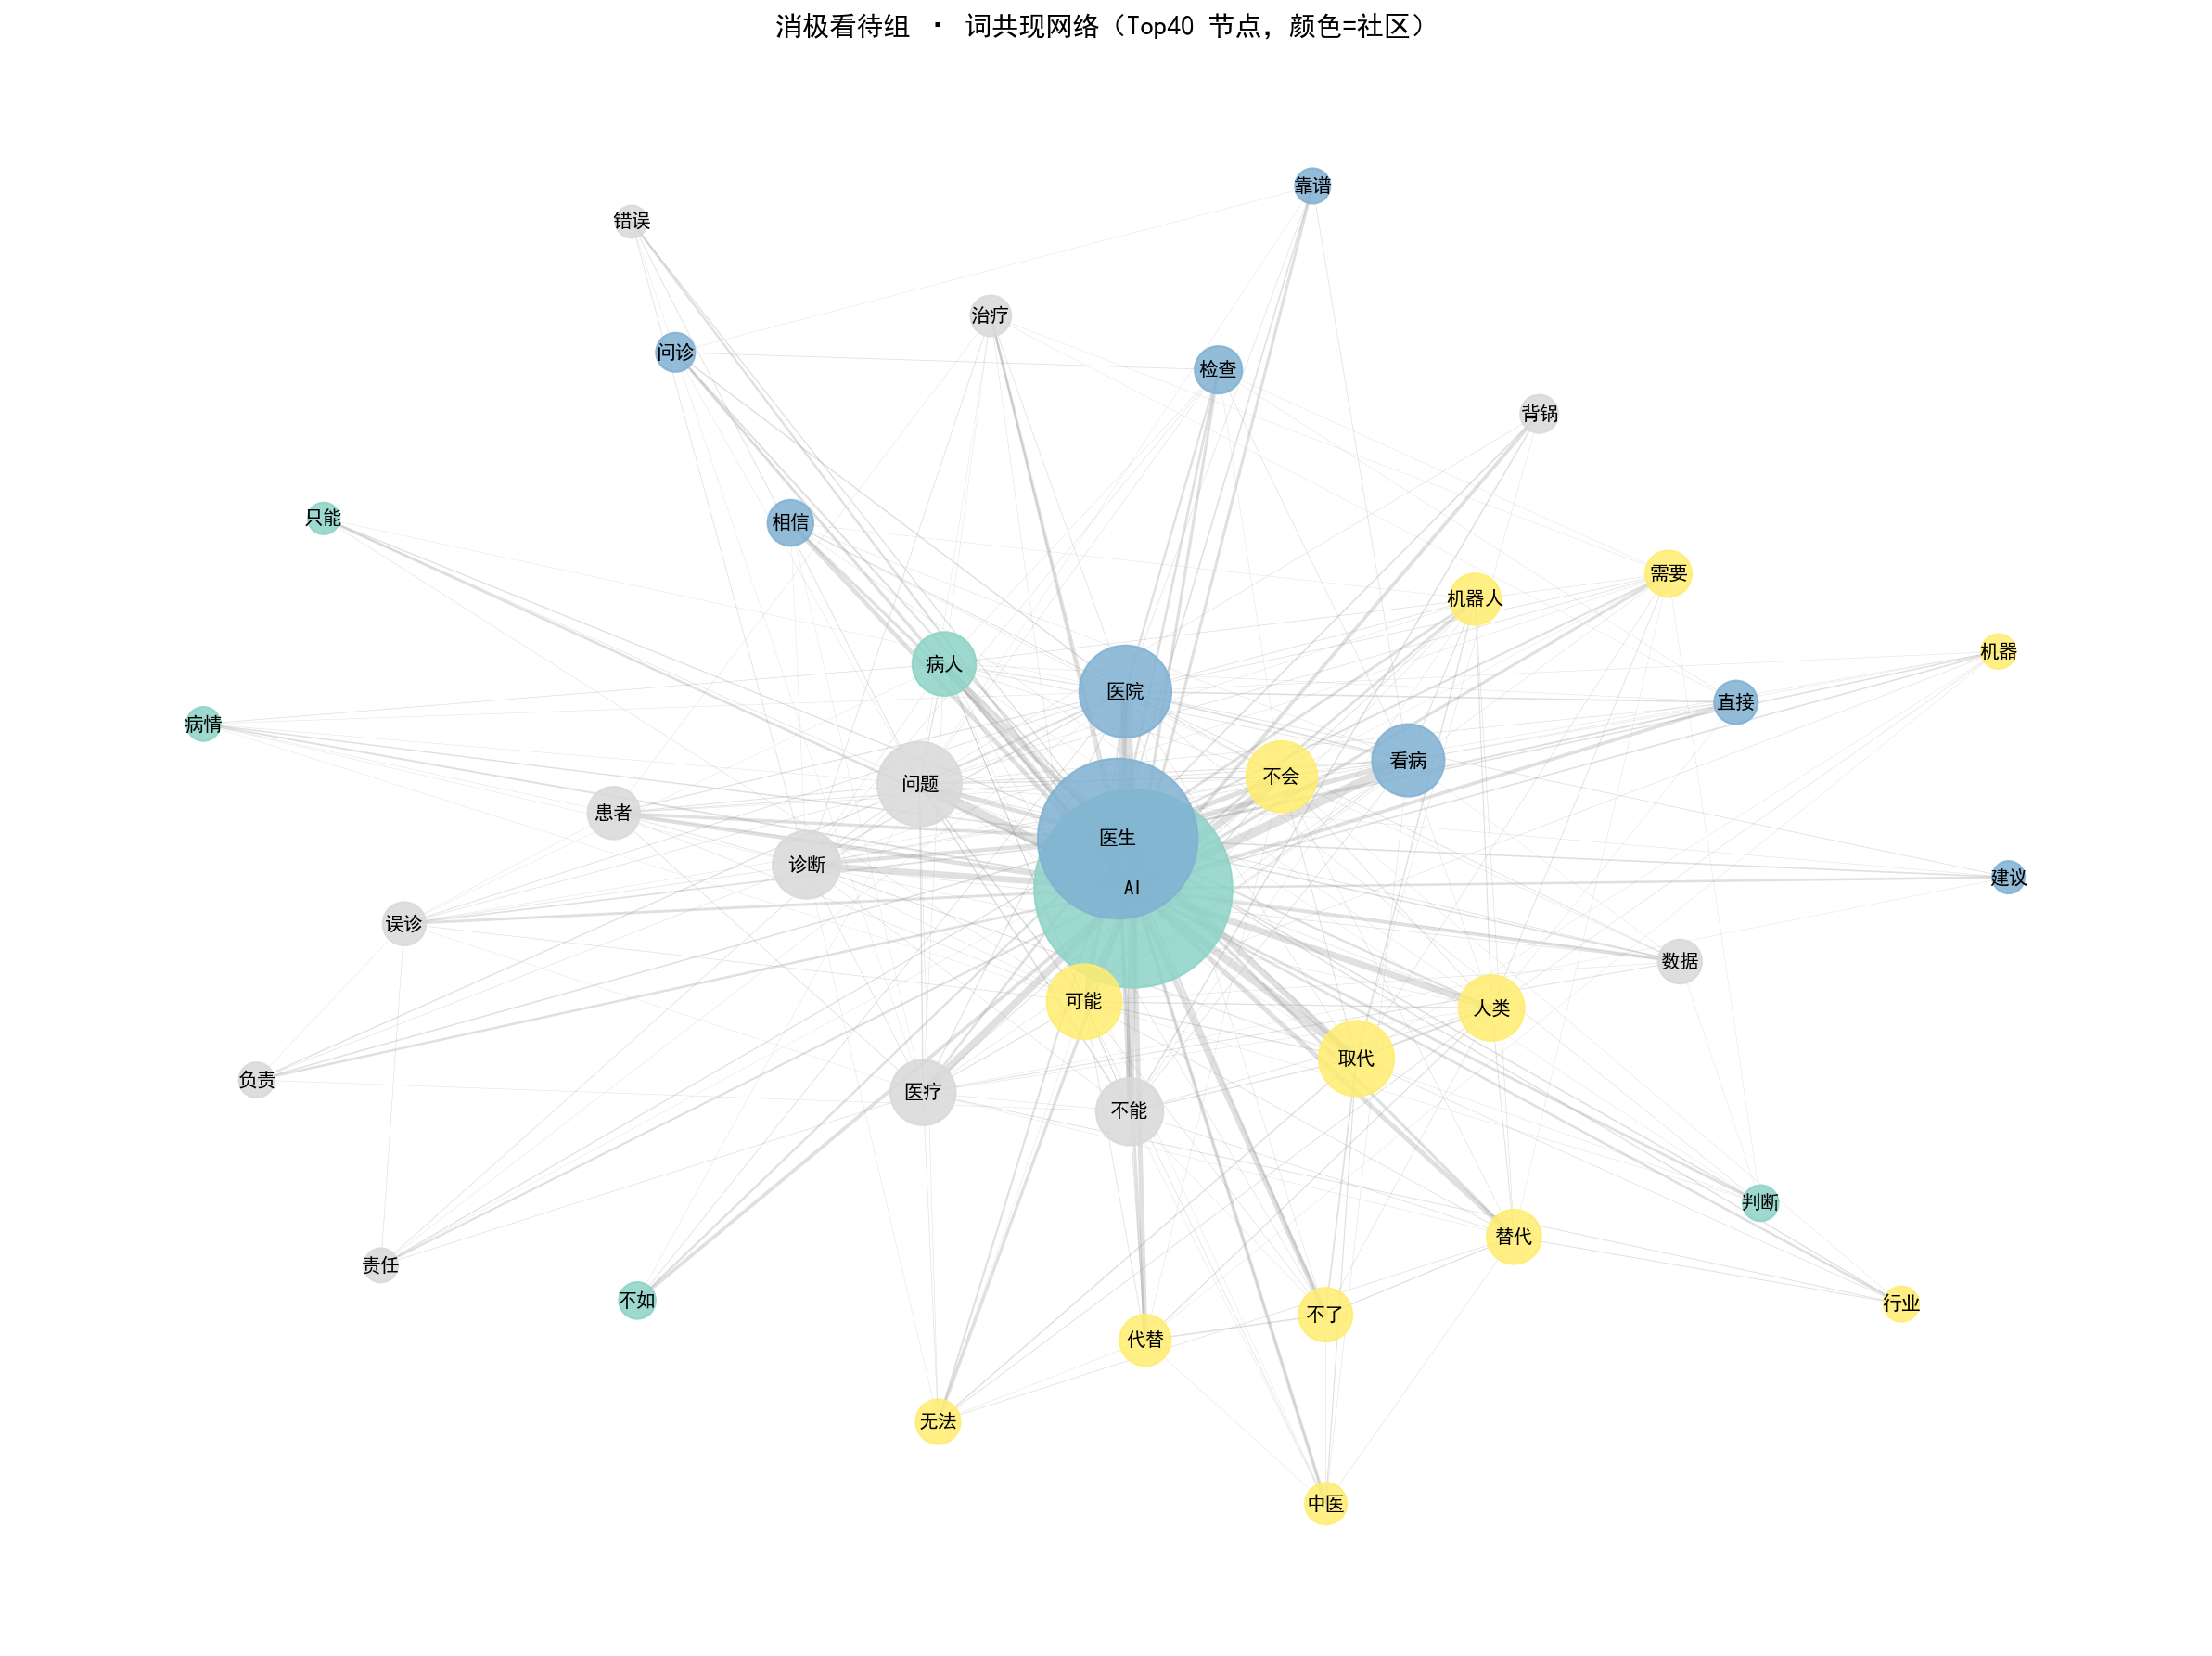 消极看待组 · 词共现网络（Top40 节点，颜色=社区）
靠谱
错误
治疗
问诊
检查
背锅
只能
相信
需要
机器人
机器
病人
医院
直接
病情
看病
不会
问题
患者
医生
诊断
建议
AI
误诊
数据
可能
人类
取代
负责
医疗
不能
判断
替代
责任
不如
行业
不了
代替
无法
中医